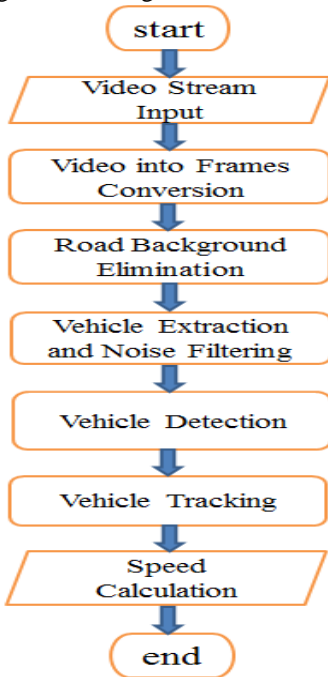 start
Video Stream
Input
Video into Frames
Conversion
Road Background
Elimination
Vehicle Extraction
and Noise Filtering
Vehicle Detection
Vehicle Tracking
Speed
Calculation
end